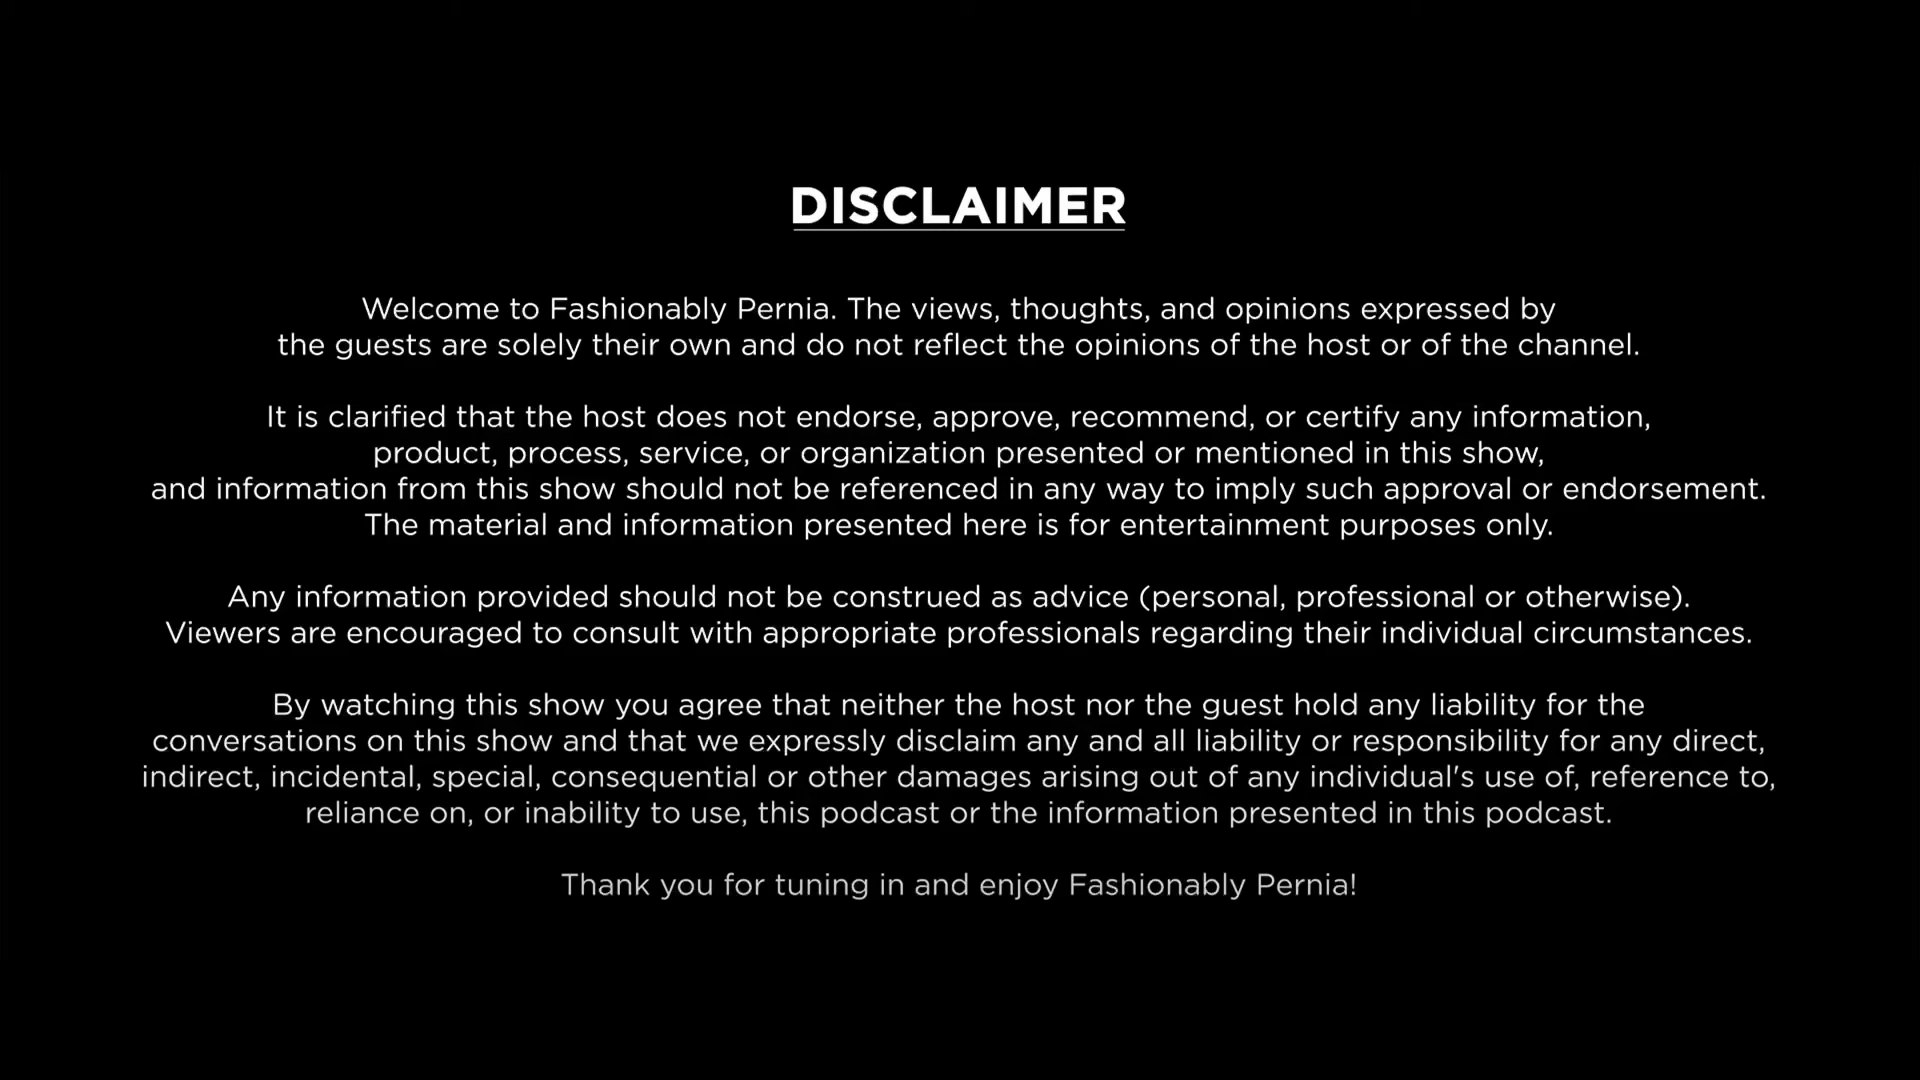 DISCLAIMER
Welcome to Fashionably Pernia. The views, thoughts, and opinions expressed by
the guests are solely their own and do not reflect the opinions of the host or of the channel.
It is clarified that the host does not endorse, approve, recommend, or certify any information,
product, process, service, or organization presented or mentioned in this show,
and information from this show should not be referenced in any way to imply such approval or endorsement.
The material and information presented here is for entertainment purposes only.
Any information provided should not be construed as advice (personal, professional or otherwise).
Viewers are encouraged to consult with appropriate professionals regarding their individual circumstances.
By watching this show you agree that neither the host nor the guest hold any liability for the
conversations on this show and that we expressly disclaim any and all liability or responsibility for any direct,
indirect, incidental, special, consequential or other damages arising out of any individual's use of, reference to,
reliance on, or inability to use, this podcast or the information presented in this podcast.
Thank you for tuning in and enjoy Fashionably Pernia!